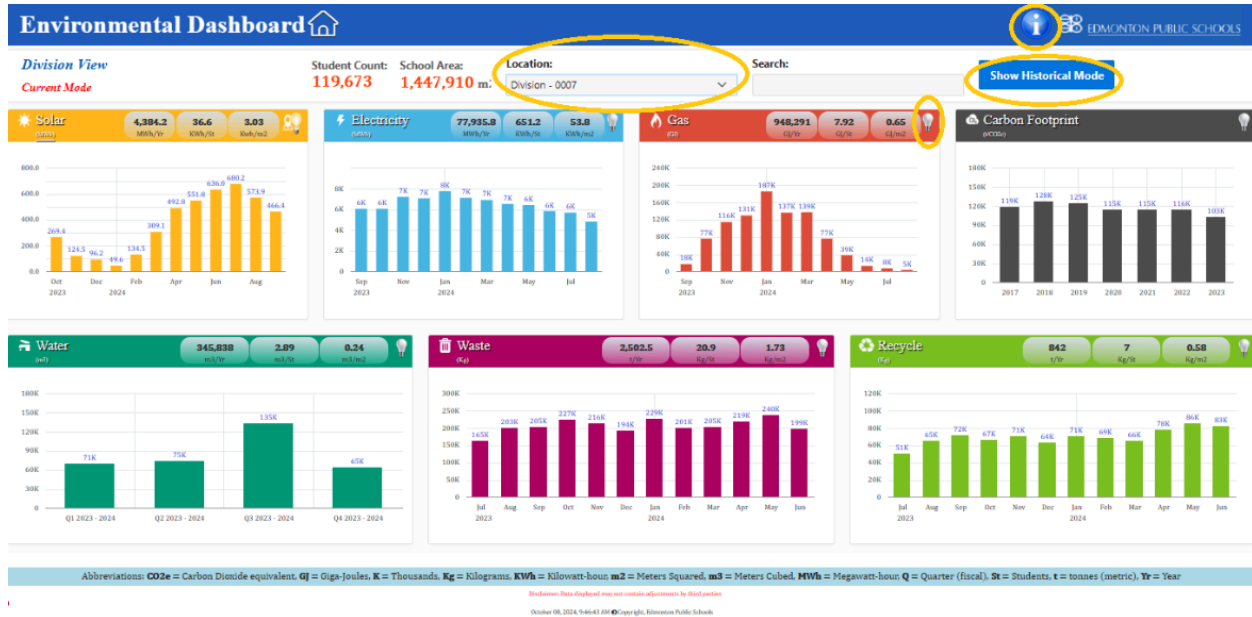 Environmental Dashboard
EDMONTON PUBLIC SCHOOLS
Division View
Current Mode
Student Count:
119,673
School Area:
1,447,910 m²
Location:
Division - 0007
Search:
Show Historical Mode
Solar
(MWh)
4,384.2
MWh/Yr
36.6
KWh/St
3.03
Kwh/m2
800.0
600.0
400.0
200.0
0.0
269.4
124.5
96.2
49.6
134.5
309.1
492.8
551.8
636.0
680.2
573.9
466.4
Oct Dec Feb Apr Jun Aug
2023 2024
Electricity
(MWh)
77,935.8
MWh/Yr
651.2
KWh/St
53.8
KWh/m2
8K
6K
4K
2K
0
6K 6K 7K 7K 8K 7K 7K 7K 6K 6K 6K 5K
Sep Nov Jan Mar May Jul
2023 2024
Gas
(GJ)
948,291
GJ/Yr
7.92
GJ/St
0.65
GJ/m2
240K
200K
160K
120K
80K
40K
0
18K 77K 116K 131K 187K 137K 139K 77K 39K 14K 8K 5K
Sep Nov Jan Mar May Jul
2023 2024
Carbon Footprint
(tCO2e)
180K
150K
120K
90K
60K
30K
0
119K 128K 125K 115K 115K 116K 103K
2017 2018 2019 2020 2021 2022 2023
Water
(m3)
345,838
m3/Yr
2.89
m3/St
0.24
m3/m2
180K
150K
120K
90K
60K
30K
0
71K 75K 135K 65K
Q1 2023 - 2024 Q2 2023 - 2024 Q3 2023 - 2024 Q4 2023 - 2024
Waste
(Kg)
2,502.5
t/Yr
20.9
Kg/St
1.73
Kg/m2
300K
250K
200K
150K
100K
50K
0
165K 203K 205K 227K 216K 194K 229K 201K 205K 219K 240K 199K
Jul Aug Sep Oct Nov Dec Jan Feb Mar Apr May Jun
2023 2024
Recycle
(Kg)
842
t/Yr
7
Kg/St
0.58
Kg/m2
120K
100K
80K
60K
40K
20K
0
51K 65K 72K 67K 71K 64K 71K 69K 66K 78K 86K 83K
Jul Aug Sep Oct Nov Dec Jan Feb Mar Apr May Jun
2023 2024
Abbreviations: CO2e = Carbon Dioxide equivalent, GJ = Giga-Joules, K = Thousands, Kg = Kilograms, KWh = Kilowatt-hour, m2 = Meters Squared, m3 = Meters Cubed, MWh = Megawatt-hour, Q = Quarter (fiscal), St = Students, t = tonnes (metric), Yr = Year
Disclaimer: Data displayed may not contain adjustments by third parties
October 08, 2024, 9:46:43 AM ©Copyright, Edmonton Public Schools